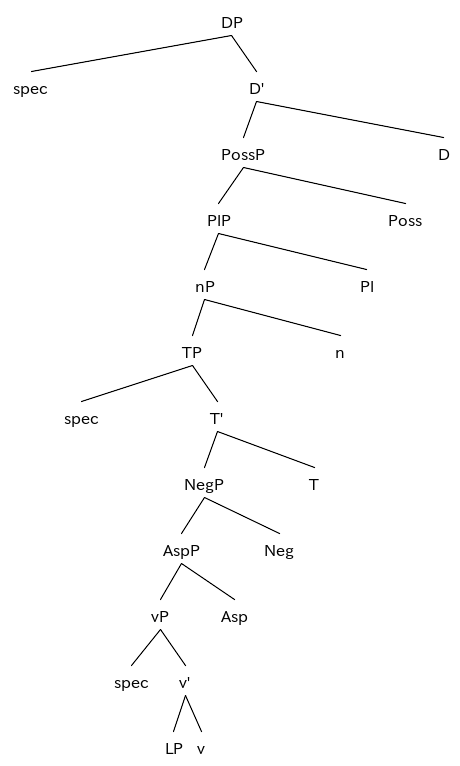 DP
spec D'
PossP D
PlP Poss
nP Pl
TP n
spec T'
NegP T
AspP Neg
vP Asp
spec v'
LP v